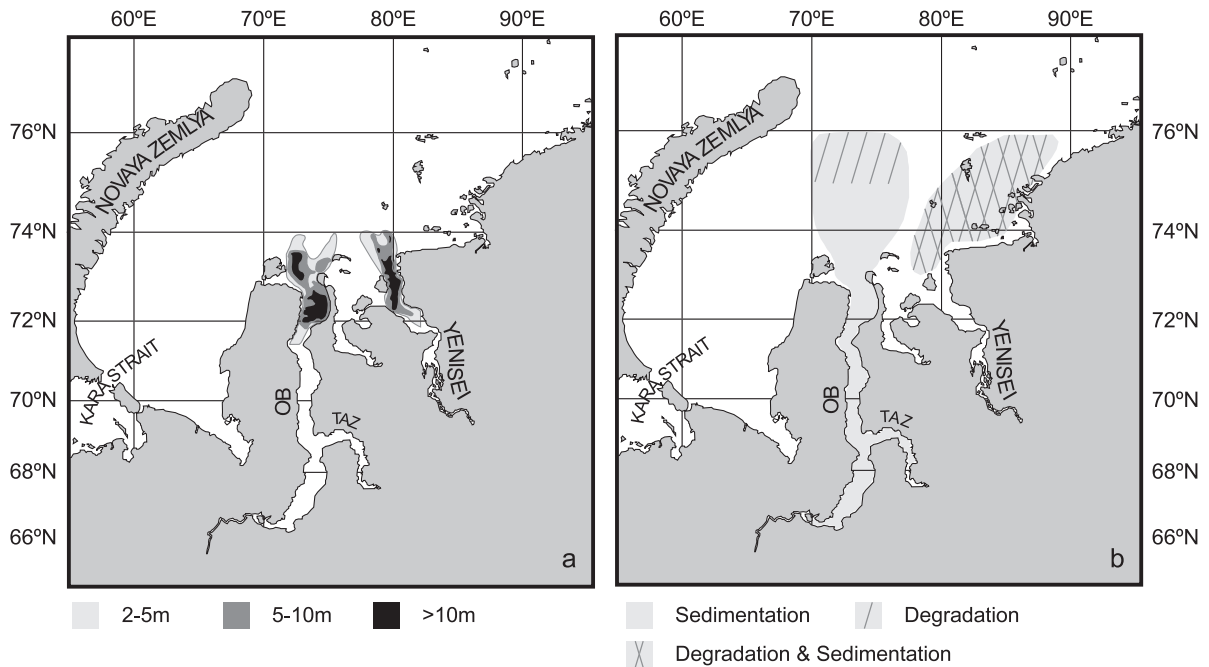 60ºE 70ºE 80ºE 90ºE 60ºE 70ºE 80ºE 90ºE
76ºN 76ºN
74ºN 74ºN
72ºN 72ºN
70ºN 70ºN
68ºN 68ºN
66ºN 66ºN
NOVAYA ZEMLYA
KARA STRAIT
OB
TAZ
YENISEI
a
NOVAYA ZEMLYA
KARA STRAIT
OB
TAZ
YENISEI
b
2-5m 5-10m >10m
Sedimentation Degradation
Degradation & Sedimentation